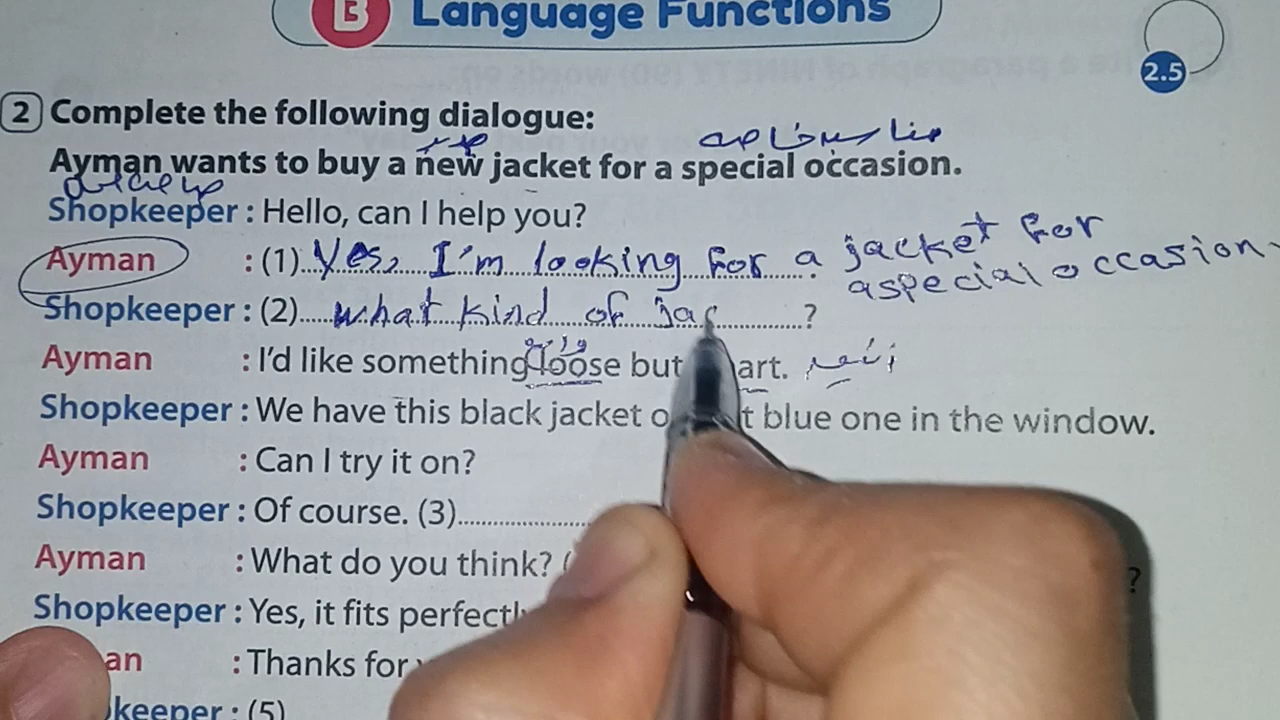 B Language Functions
2.5
2 Complete the following dialogue:
مناسبة خاصة
Ayman wants to buy a new jacket for a special occasion.
Shopkeeper : Hello, can I help you?
Ayman : (1) Yes, I'm looking for a jacket for
aspecial occasion.
Shopkeeper : (2) what kind of jac ?
Ayman : I'd like something loose but art.
Shopkeeper : We have this black jacket o t blue one in the window.
Ayman : Can I try it on?
Shopkeeper : Of course. (3)
Ayman : What do you think? ( ?
Shopkeeper : Yes, it fits perfectl
an : Thanks for
keeper : (5)